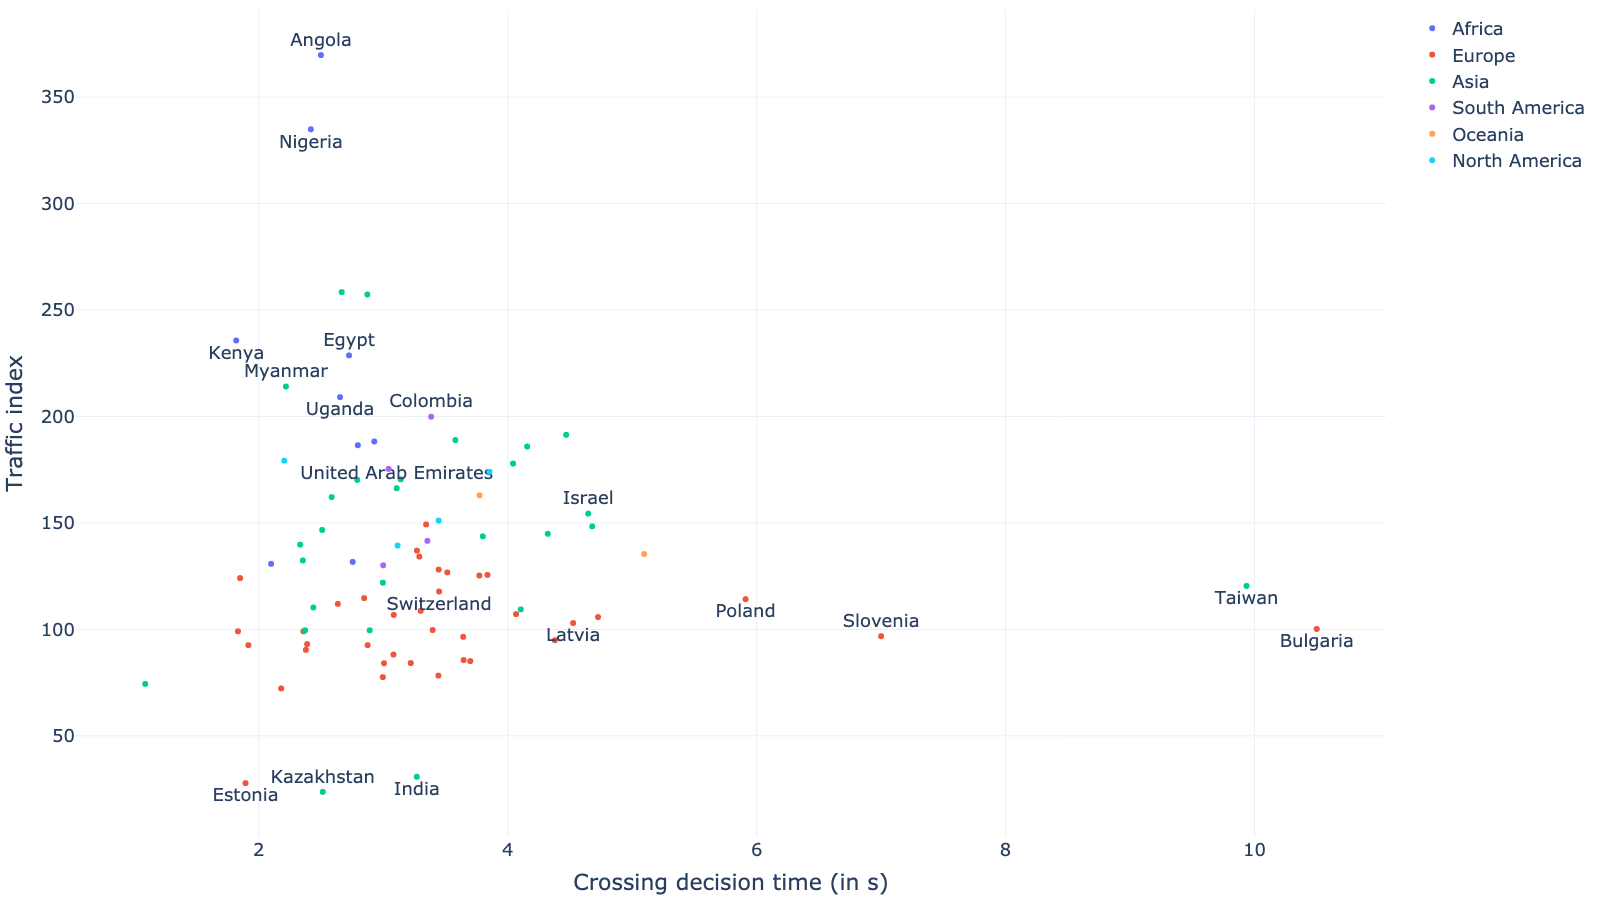 Angola
Nigeria
Kenya
Egypt
Myanmar
Uganda
Colombia
United Arab Emirates
Israel
Switzerland
Latvia
Poland
Slovenia
Taiwan
Bulgaria
Kazakhstan
Estonia
India
350
300
250
200
150
100
50
Traffic index
2
4
6
8
10
Crossing decision time (in s)
Africa
Europe
Asia
South America
Oceania
North America